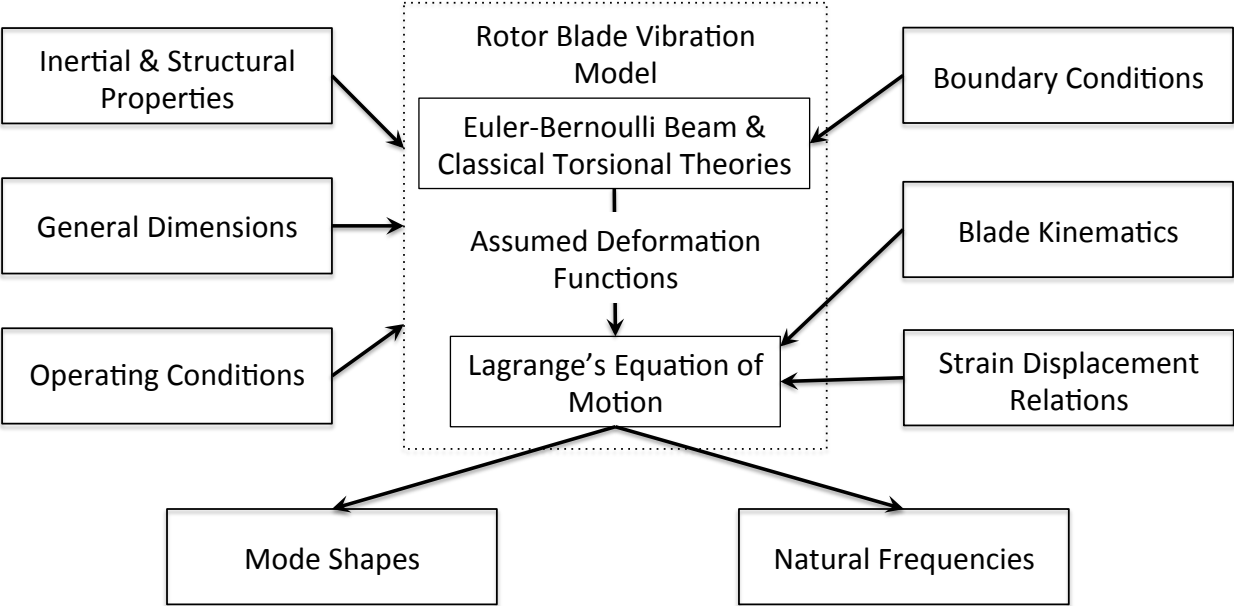 Rotor Blade Vibration
Model
Inertial & Structural
Properties
General Dimensions
Operating Conditions
Euler-Bernoulli Beam &
Classical Torsional Theories
Assumed Deformation
Functions
Lagrange’s Equation of
Motion
Boundary Conditions
Blade Kinematics
Strain Displacement
Relations
Mode Shapes
Natural Frequencies